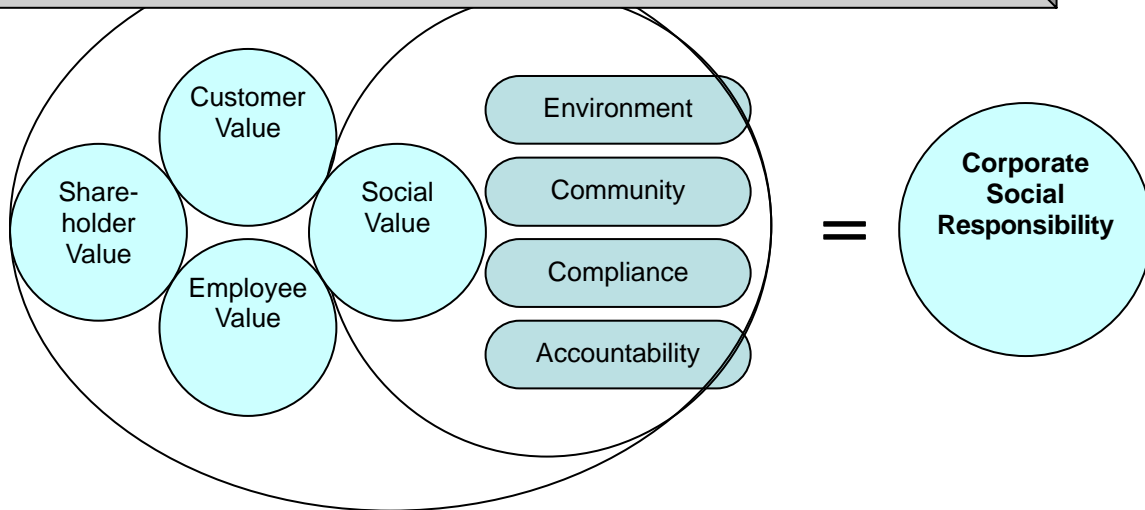 Customer
Value
Share-
holder
Value
Employee
Value
Social
Value
Environment
Community
Compliance
Accountability
=
Corporate
Social
Responsibility